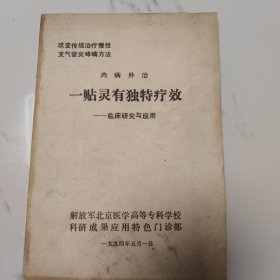 改变传统治疗慢性
支气管炎哮喘方法
内病外治
一贴灵有独特疗效
——临床研究与应用
解放军北京医学高等专科学校
科研成果应用特色门诊部
一九九四年五月一日